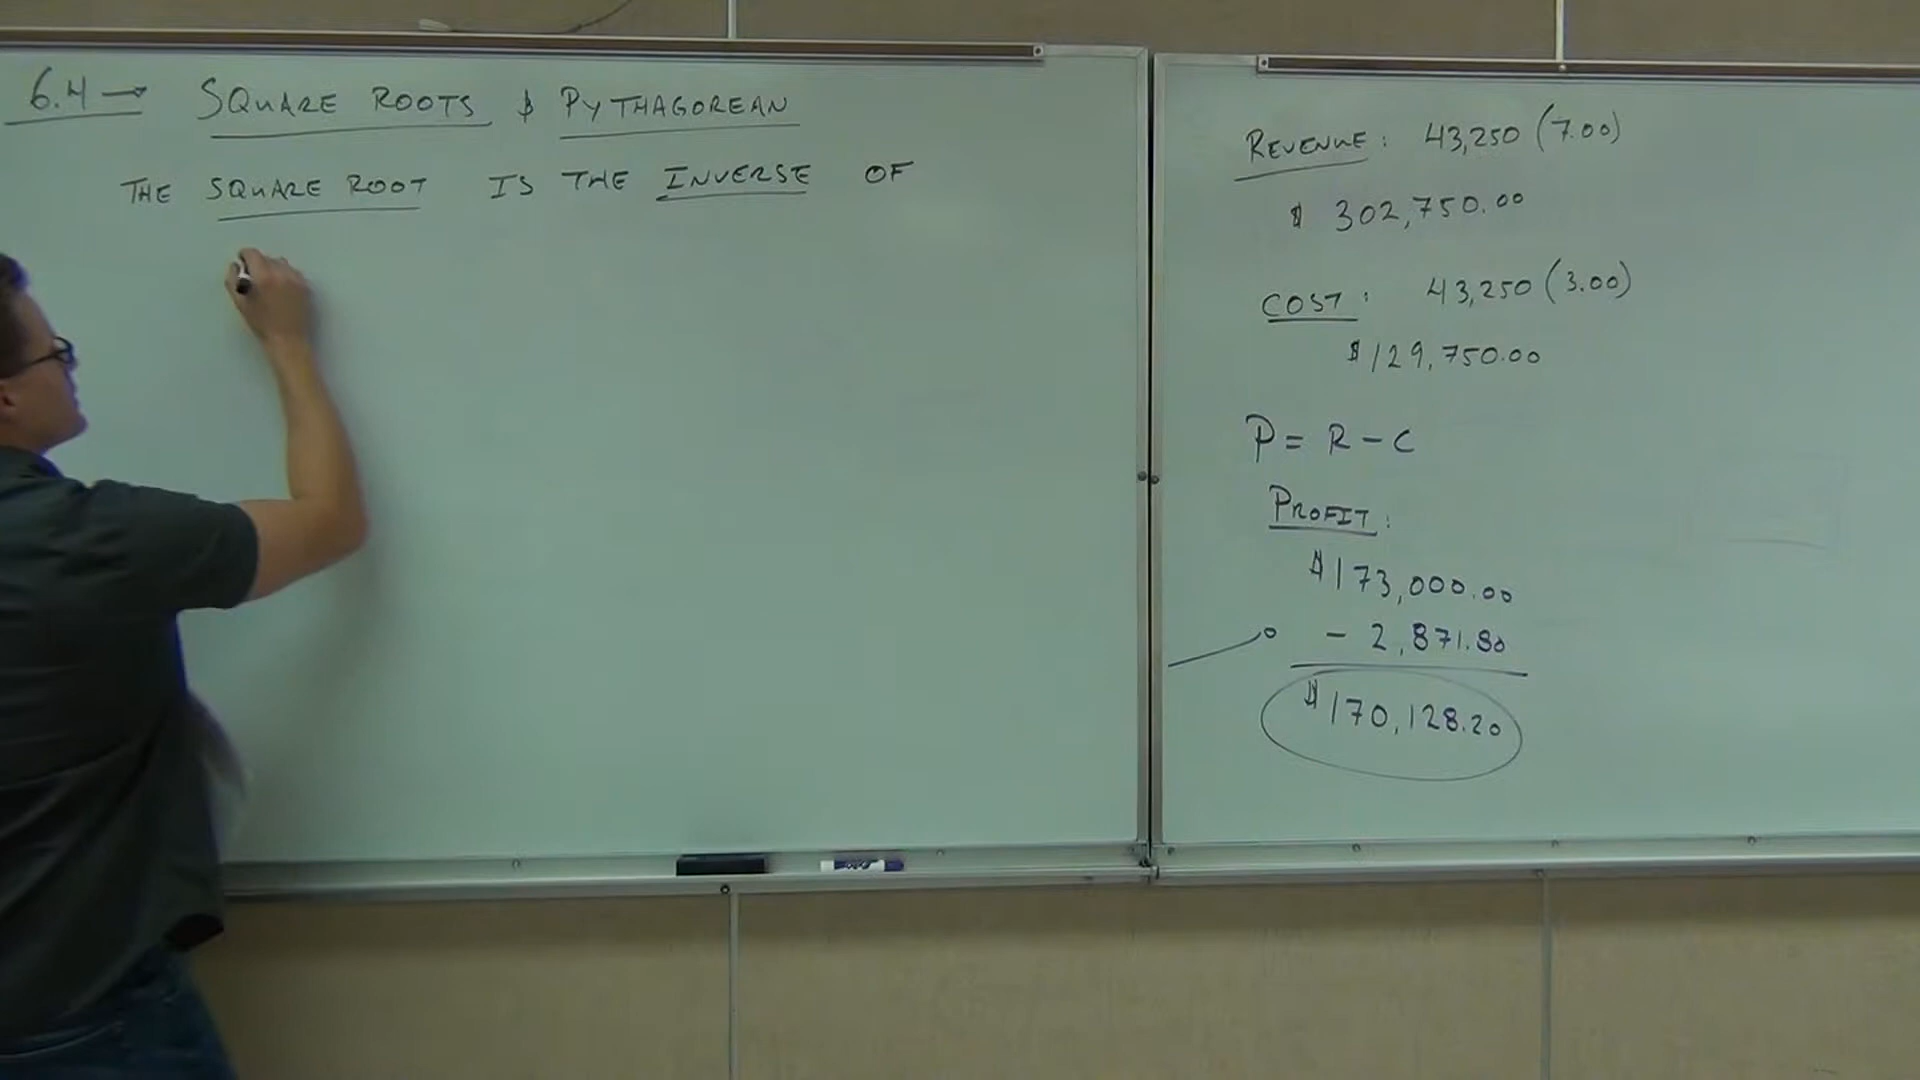 6.4 → SQUARE ROOTS & PYTHAGOREAN
THE SQUARE ROOT IS THE INVERSE OF
REVENUE: 43,250 (7.00)
$ 302,750.00
COST: 43,250 (3.00)
$129,750.00
P = R - C
PROFIT:
$173,000.00
- 2,871.80
$170,128.20
EXPO